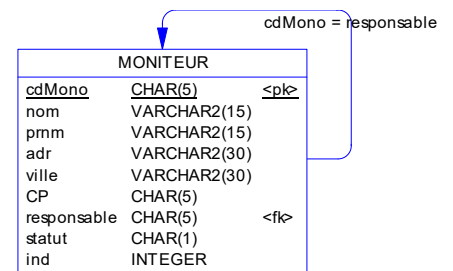 cdMono = responsable
MONITEUR
cdMono CHAR(5) <pk>
nom VARCHAR2(15)
prnm VARCHAR2(15)
adr VARCHAR2(30)
ville VARCHAR2(30)
CP CHAR(5)
responsable CHAR(5) <fk>
statut CHAR(1)
ind INTEGER